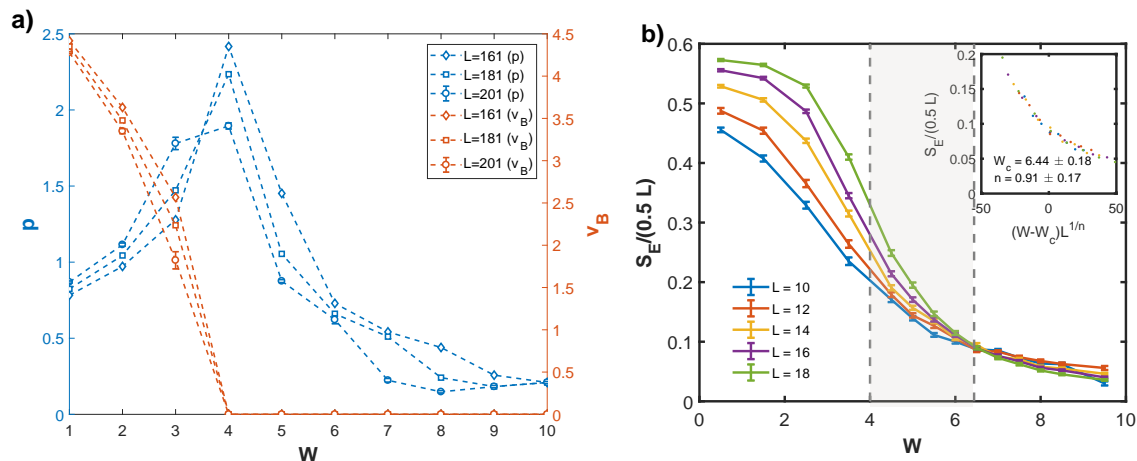 a)
2.5
2
1.5
1
0.5
0
p
1 2 3 4 5 6 7 8 9 10
W
4.5
4
3.5
3
2.5
2
1.5
1
0.5
0
v_B
L=161 (p)
L=181 (p)
L=201 (p)
L=161 (v_B)
L=181 (v_B)
L=201 (v_B)
b)
0.6
0.5
0.4
0.3
0.2
0.1
0
S_E/(0.5 L)
0 2 4 6 8 10
W
L = 10
L = 12
L = 14
L = 16
L = 18
0.2
0.15
0.1
0.05
0
S_E/(0.5 L)
W_c = 6.44 ± 0.18
n = 0.91 ± 0.17
50 0 50
(W-W_c)L^{1/n}